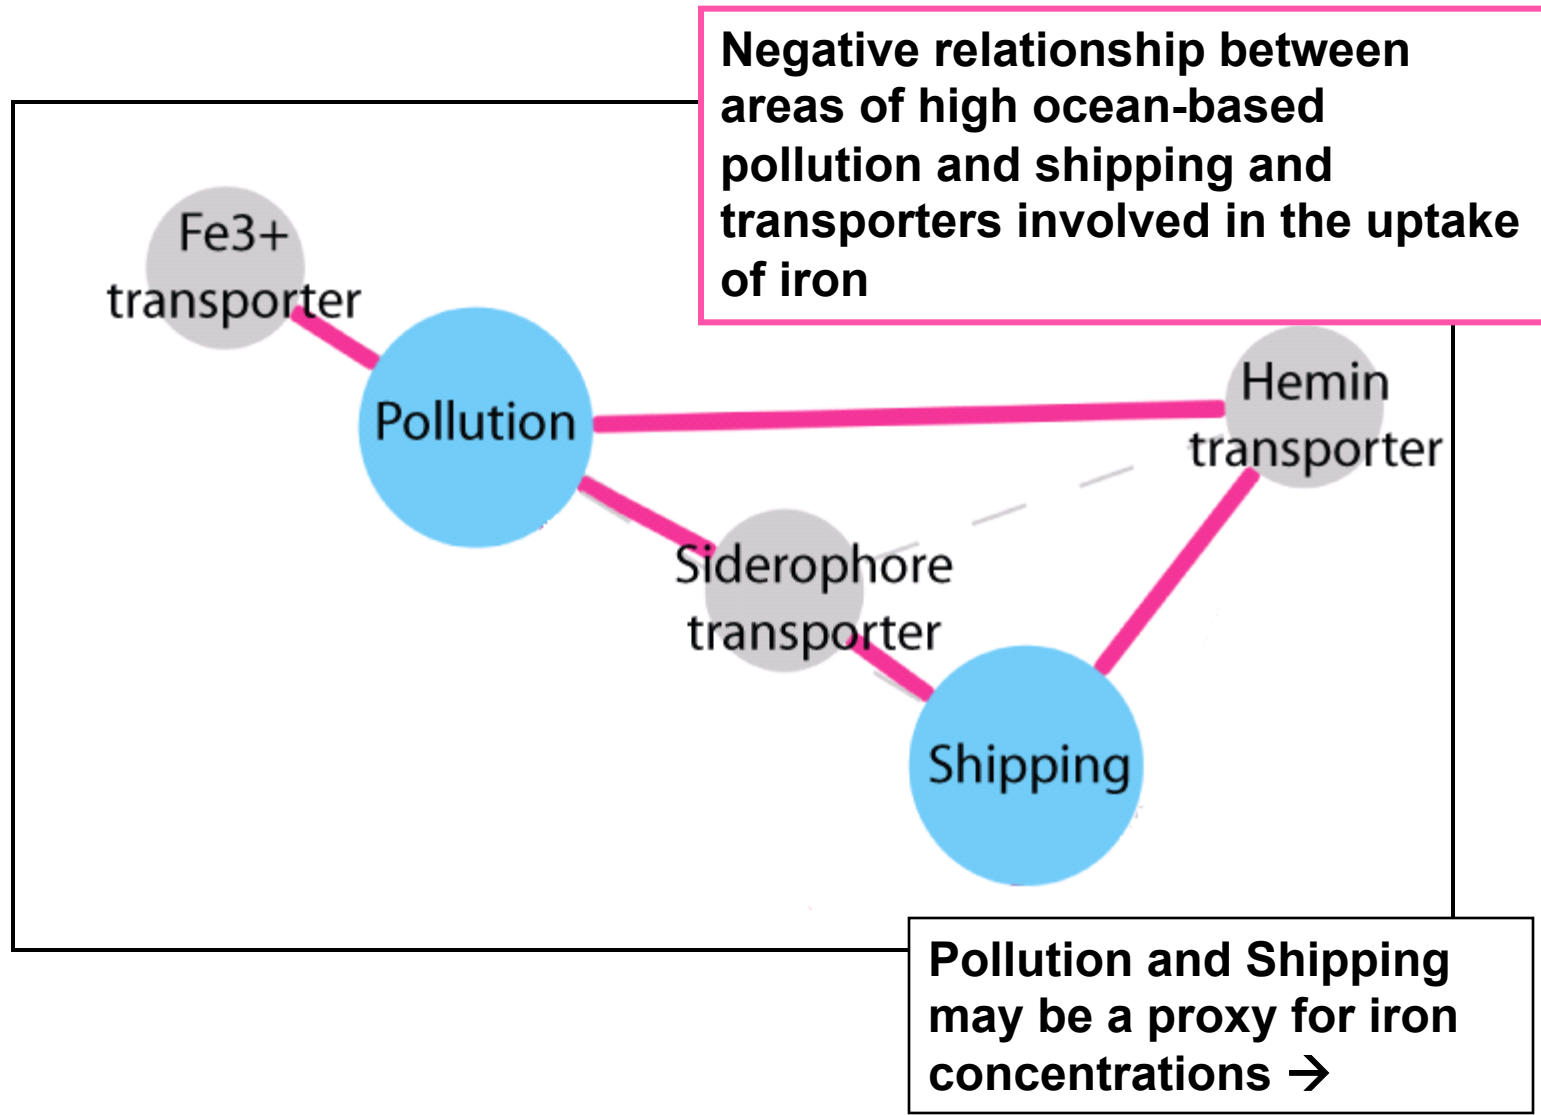 Negative relationship between
areas of high ocean-based
pollution and shipping and
transporters involved in the uptake
of iron
Fe3+
transporter
Pollution
Hemin
transporter
Siderophore
transporter
Shipping
Pollution and Shipping
may be a proxy for iron
concentrations →